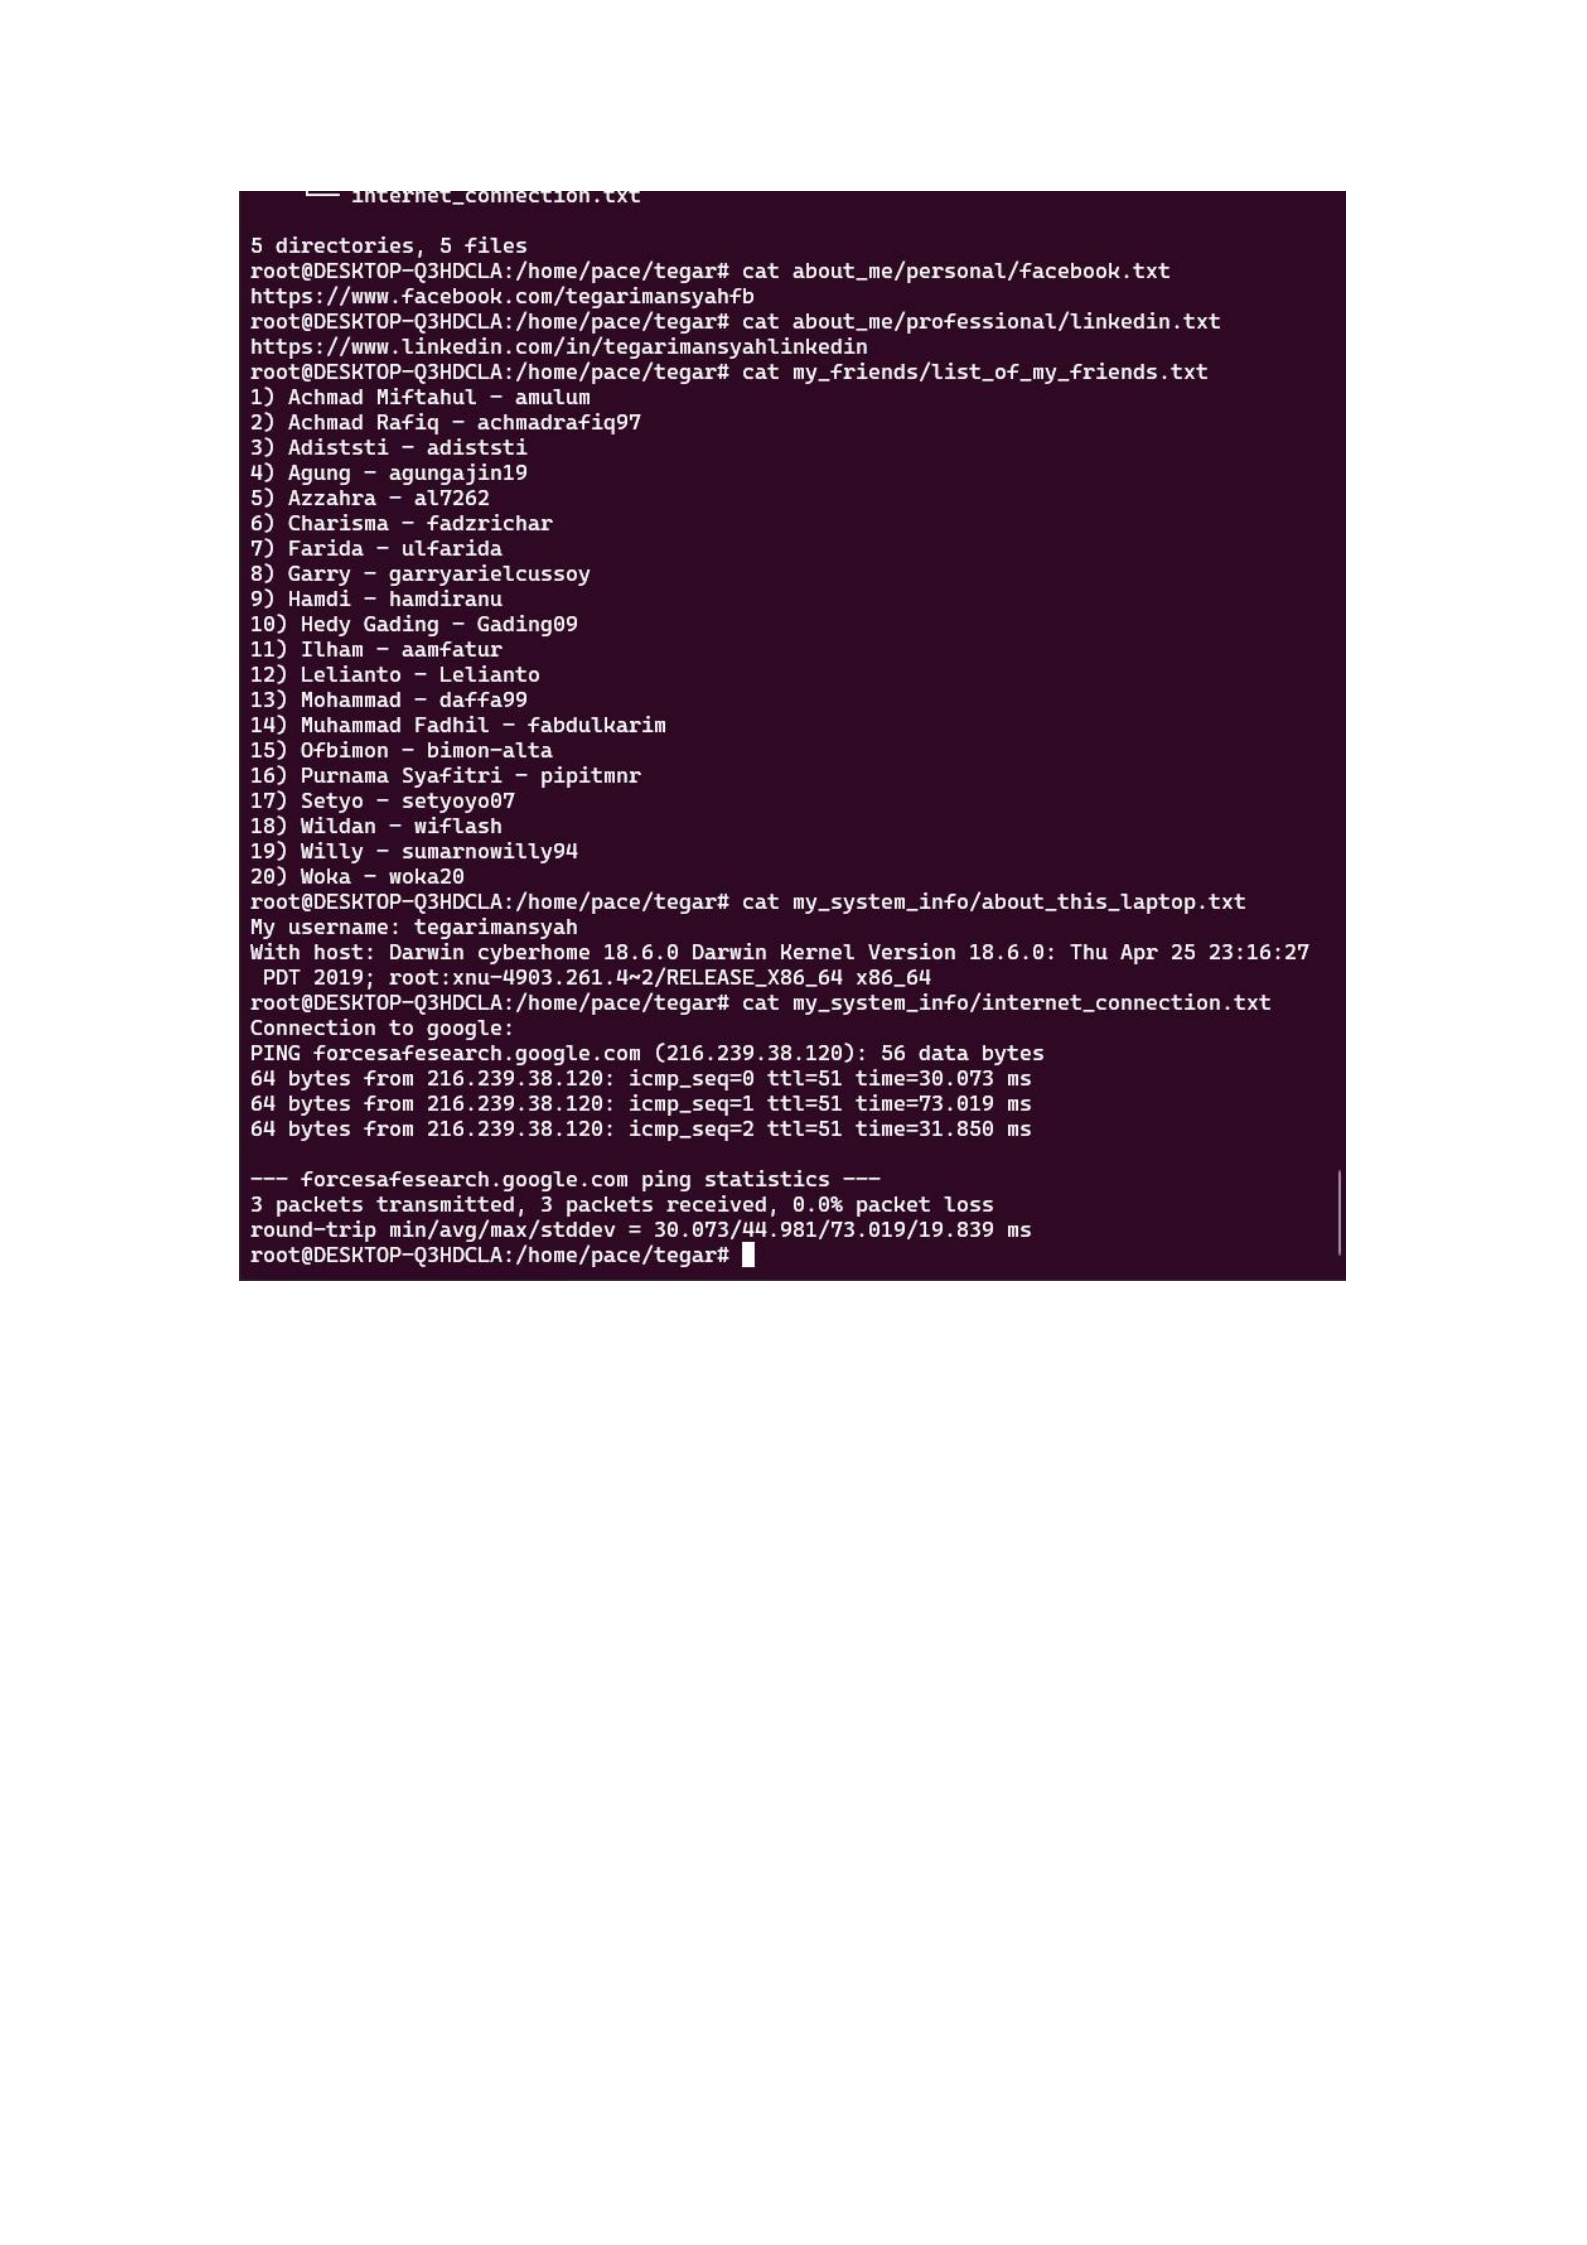 └── internet_connection.txt

5 directories, 5 files
root@DESKTOP-Q3HDCLA:/home/pace/tegar# cat about_me/personal/facebook.txt
https://www.facebook.com/tegarimansyahfb
root@DESKTOP-Q3HDCLA:/home/pace/tegar# cat about_me/professional/linkedin.txt
https://www.linkedin.com/in/tegarimansyahlinkedin
root@DESKTOP-Q3HDCLA:/home/pace/tegar# cat my_friends/list_of_my_friends.txt
1) Achmad Miftahul - amulum
2) Achmad Rafiq - achmadrafiq97
3) Adiststi - adiststi
4) Agung - agungajin19
5) Azzahra - al7262
6) Charisma - fadzrichar
7) Farida - ulfarida
8) Garry - garryarielcussoy
9) Hamdi - hamdiranu
10) Hedy Gading - Gading09
11) Ilham - aamfatur
12) Lelianto - Lelianto
13) Mohammad - daffa99
14) Muhammad Fadhil - fabdulkarim
15) Ofbimon - bimon-alta
16) Purnama Syafitri - pipitmnr
17) Setyo - setyoyo07
18) Wildan - wiflash
19) Willy - sumarnowilly94
20) Woka - woka20
root@DESKTOP-Q3HDCLA:/home/pace/tegar# cat my_system_info/about_this_laptop.txt
My username: tegarimansyah
With host: Darwin cyberhome 18.6.0 Darwin Kernel Version 18.6.0: Thu Apr 25 23:16:27
 PDT 2019; root:xnu-4903.261.4~2/RELEASE_X86_64 x86_64
root@DESKTOP-Q3HDCLA:/home/pace/tegar# cat my_system_info/internet_connection.txt
Connection to google:
PING forcesafesearch.google.com (216.239.38.120): 56 data bytes
64 bytes from 216.239.38.120: icmp_seq=0 ttl=51 time=30.073 ms
64 bytes from 216.239.38.120: icmp_seq=1 ttl=51 time=73.019 ms
64 bytes from 216.239.38.120: icmp_seq=2 ttl=51 time=31.850 ms

--- forcesafesearch.google.com ping statistics ---
3 packets transmitted, 3 packets received, 0.0% packet loss
round-trip min/avg/max/stddev = 30.073/44.981/73.019/19.839 ms
root@DESKTOP-Q3HDCLA:/home/pace/tegar#